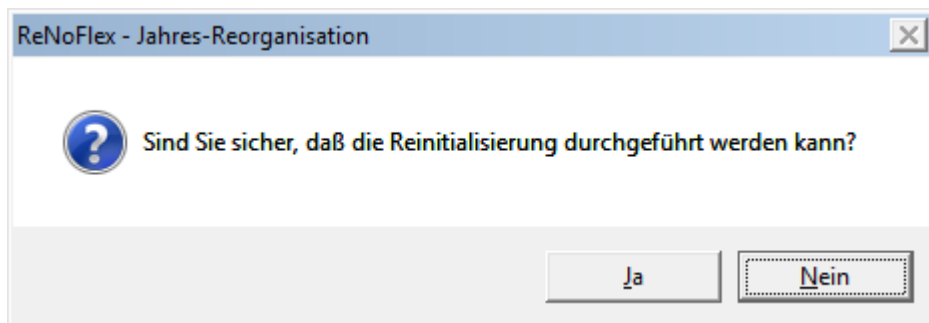 ReNoFlex - Jahres-Reorganisation
Sind Sie sicher, daß die Reinitialisierung durchgeführt werden kann?
Ja
Nein